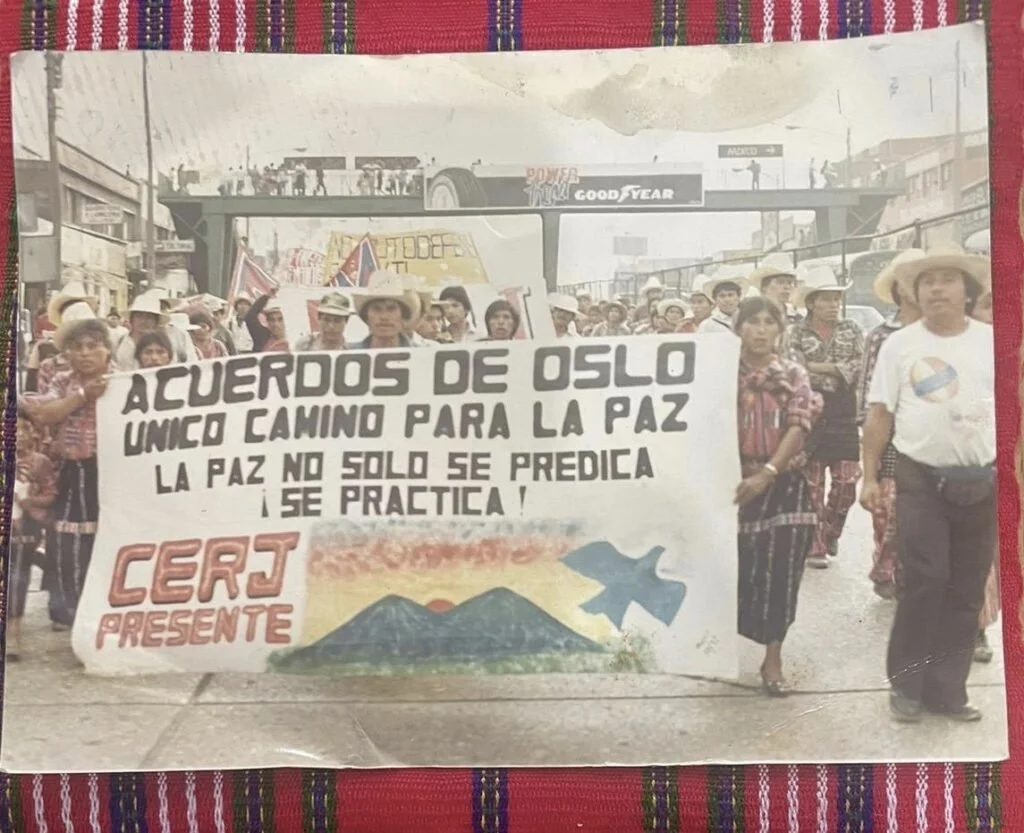 POWER
GOODYEAR
ACUERDOS DE OSLO
UNICO CAMINO PARA LA PAZ
LA PAZ NO SOLO SE PREDICA
¡SE PRACTICA!
CERJ
PRESENTE